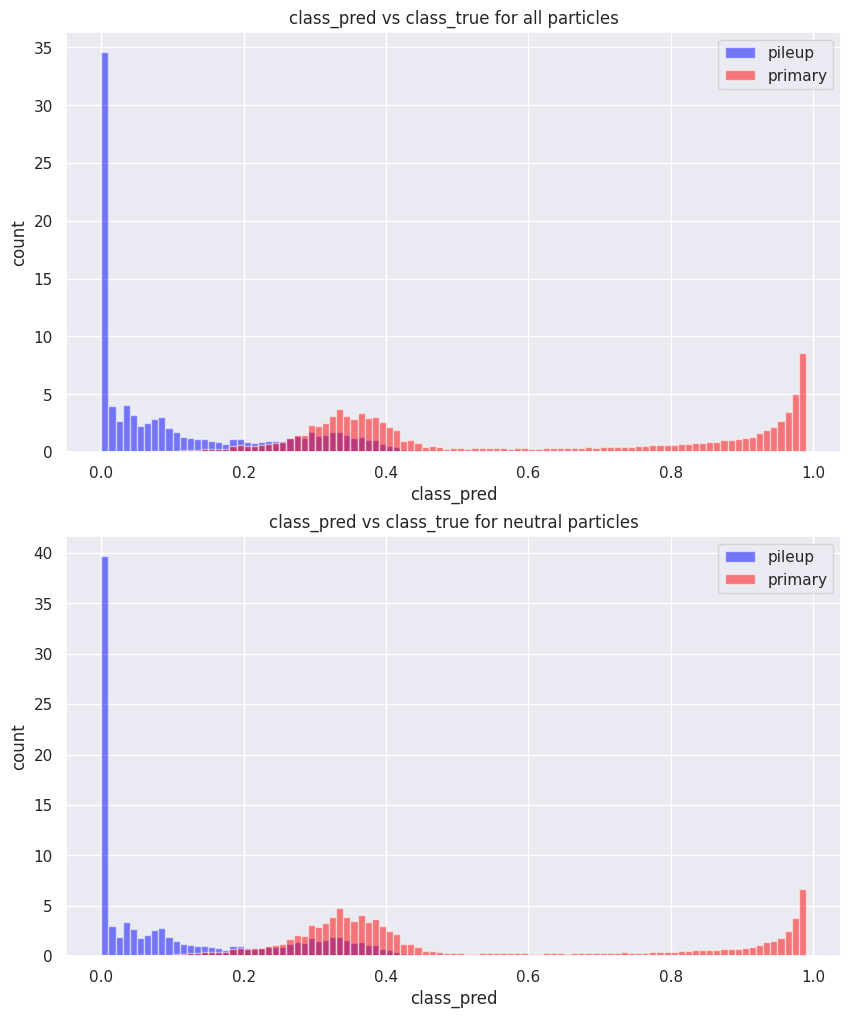 class_pred vs class_true for all particles
35
30
25
20
15
10
5
0
count
pileup
primary
0.0 0.2 0.4 0.6 0.8 1.0
class_pred
class_pred vs class_true for neutral particles
40
35
30
25
20
15
10
5
0
count
pileup
primary
0.0 0.2 0.4 0.6 0.8 1.0
class_pred